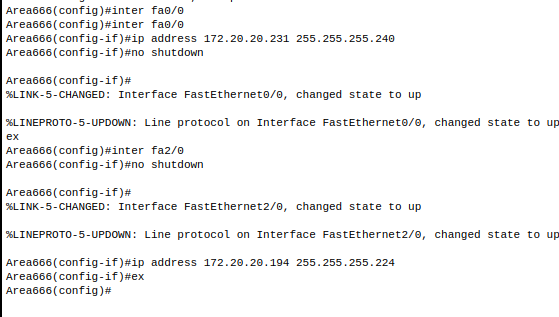 Area666(config)#inter fa0/0
Area666(config)#inter fa0/0
Area666(config-if)#ip address 172.20.20.231 255.255.255.240
Area666(config-if)#no shutdown
Area666(config-if)#
%LINK-5-CHANGED: Interface FastEthernet0/0, changed state to up
%LINEPROTO-5-UPDOWN: Line protocol on Interface FastEthernet0/0, changed state to up
ex
Area666(config)#inter fa2/0
Area666(config-if)#no shutdown
Area666(config-if)#
%LINK-5-CHANGED: Interface FastEthernet2/0, changed state to up
%LINEPROTO-5-UPDOWN: Line protocol on Interface FastEthernet2/0, changed state to up
Area666(config-if)#ip address 172.20.20.194 255.255.255.224
Area666(config-if)#ex
Area666(config)#